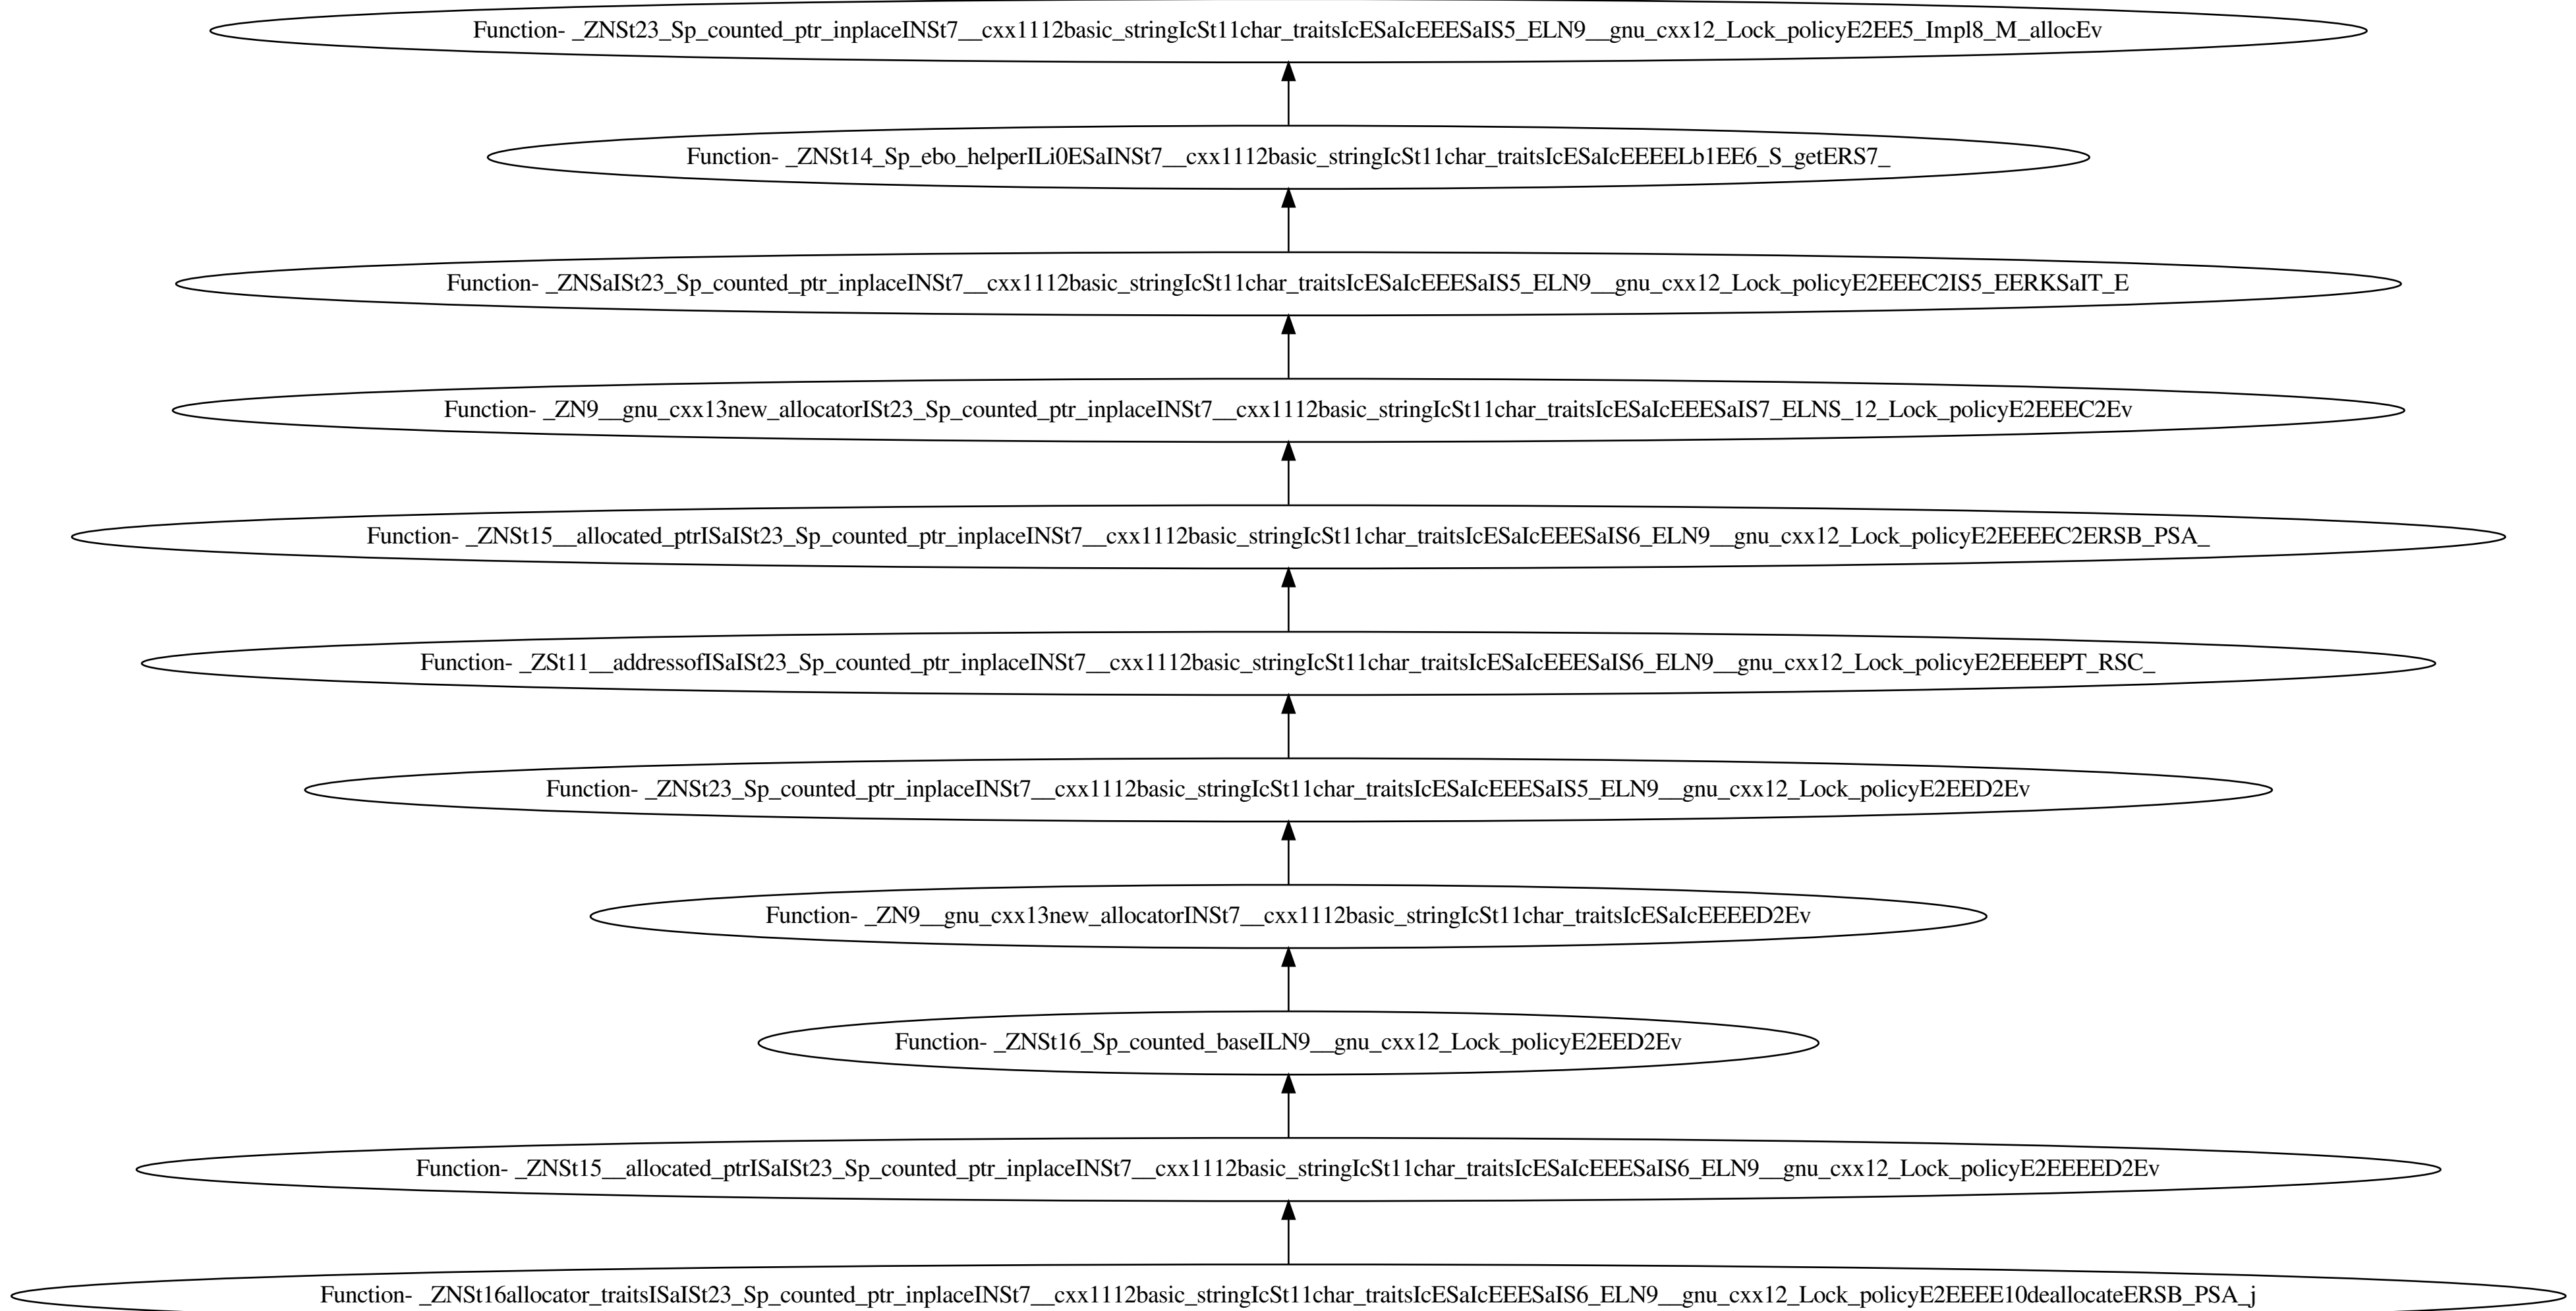 Function- _ZNSt23_Sp_counted_ptr_inplaceINSt7__cxx1112basic_stringIcSt11char_traitsIcESaIcEEESaIS5_ELN9__gnu_cxx12_Lock_policyE2EE5_Impl8_M_allocEv
Function- _ZNSt14_Sp_ebo_helperILi0ESaINSt7__cxx1112basic_stringIcSt11char_traitsIcESaIcEEEELb1EE6_S_getERS7_
Function- _ZNSaISt23_Sp_counted_ptr_inplaceINSt7__cxx1112basic_stringIcSt11char_traitsIcESaIcEEESaIS5_ELN9__gnu_cxx12_Lock_policyE2EEEC2IS5_EERKSaIT_E
Function- _ZN9__gnu_cxx13new_allocatorISt23_Sp_counted_ptr_inplaceINSt7__cxx1112basic_stringIcSt11char_traitsIcESaIcEEESaIS7_ELNS_12_Lock_policyE2EEEC2Ev
Function- _ZNSt15__allocated_ptrISaISt23_Sp_counted_ptr_inplaceINSt7__cxx1112basic_stringIcSt11char_traitsIcESaIcEEESaIS6_ELN9__gnu_cxx12_Lock_policyE2EEEEC2ERSB_PSA_
Function- _ZSt11__addressofISaISt23_Sp_counted_ptr_inplaceINSt7__cxx1112basic_stringIcSt11char_traitsIcESaIcEEESaIS6_ELN9__gnu_cxx12_Lock_policyE2EEEEPT_RSC_
Function- _ZNSt23_Sp_counted_ptr_inplaceINSt7__cxx1112basic_stringIcSt11char_traitsIcESaIcEEESaIS5_ELN9__gnu_cxx12_Lock_policyE2EED2Ev
Function- _ZN9__gnu_cxx13new_allocatorINSt7__cxx1112basic_stringIcSt11char_traitsIcESaIcEEEED2Ev
Function- _ZNSt16_Sp_counted_baseILN9__gnu_cxx12_Lock_policyE2EED2Ev
Function- _ZNSt15__allocated_ptrISaISt23_Sp_counted_ptr_inplaceINSt7__cxx1112basic_stringIcSt11char_traitsIcESaIcEEESaIS6_ELN9__gnu_cxx12_Lock_policyE2EEEED2Ev
Function- _ZNSt16allocator_traitsISaISt23_Sp_counted_ptr_inplaceINSt7__cxx1112basic_stringIcSt11char_traitsIcESaIcEEESaIS6_ELN9__gnu_cxx12_Lock_policyE2EEEE10deallocateERSB_PSA_j